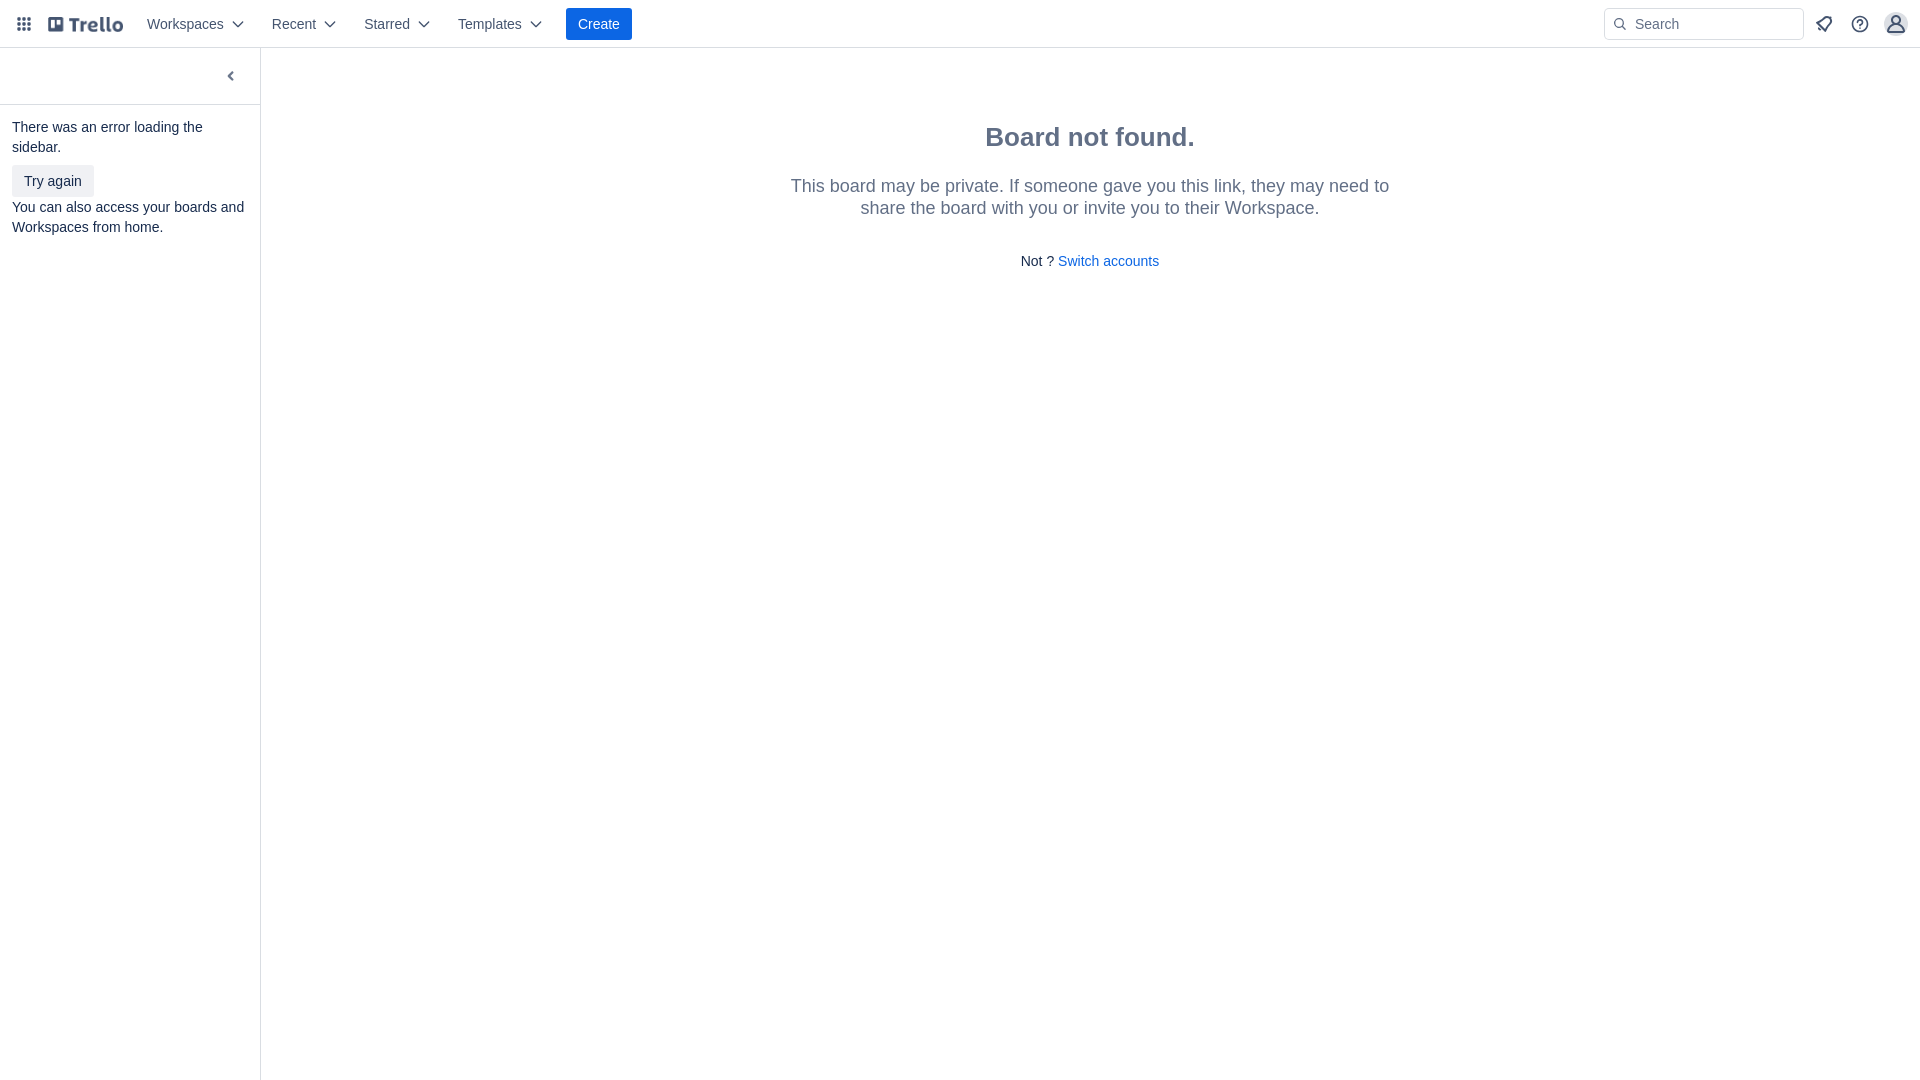 Trello
Workspaces
Recent
Starred
Templates
Create
Search
There was an error loading the
sidebar.
Try again
You can also access your boards and
Workspaces from home.
Board not found.
This board may be private. If someone gave you this link, they may need to
share the board with you or invite you to their Workspace.
Not ? Switch accounts